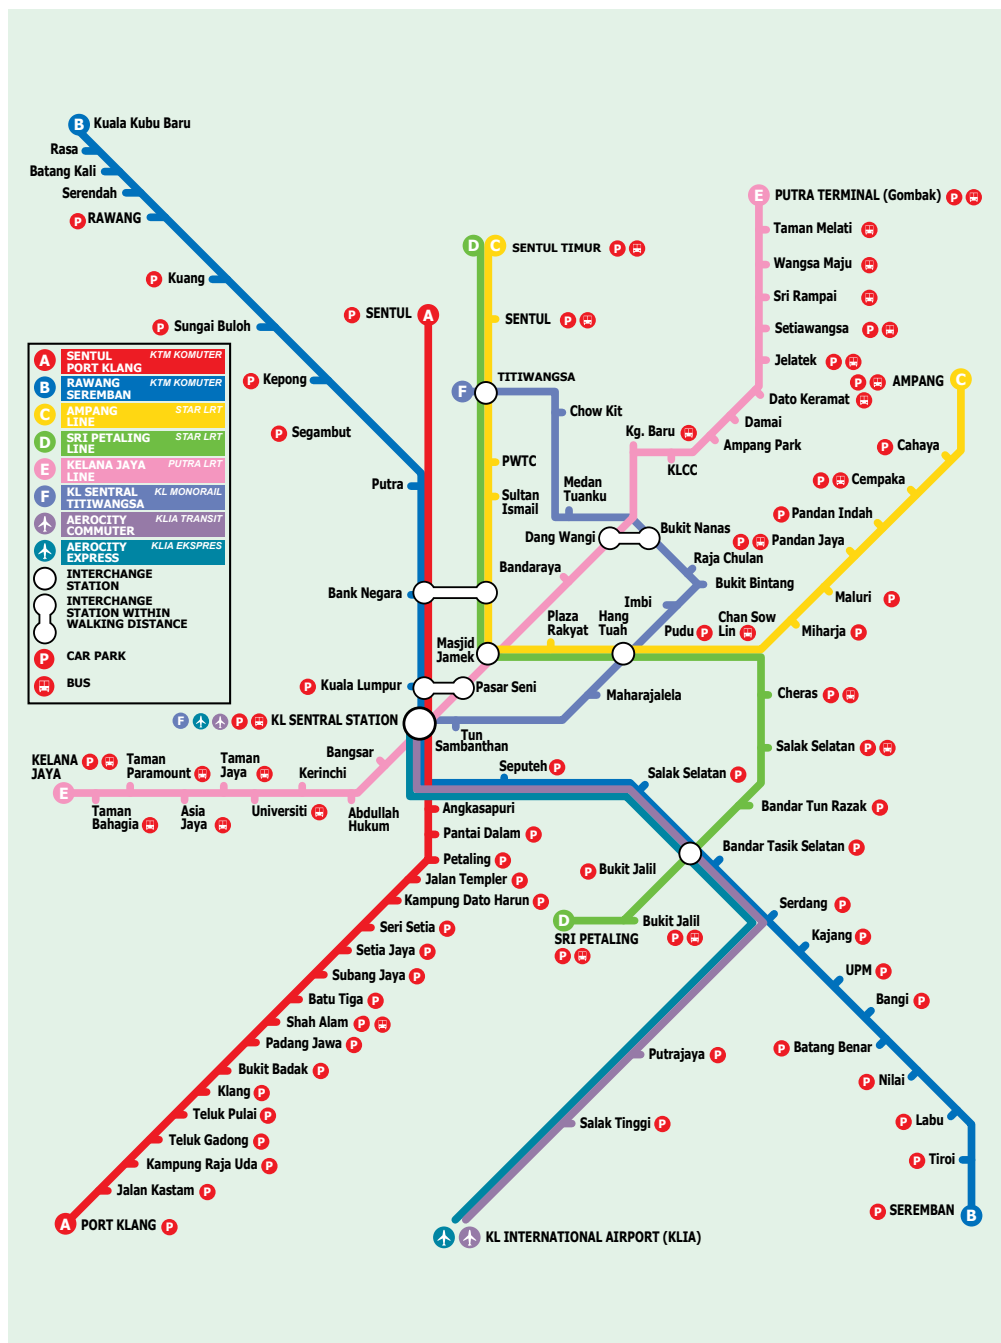 B Kuala Kubu Baru
Rasa
Batang Kali
Serendah
P RAWANG
P Kuang
P Sungai Buloh
P Kepong
P Segambut
Putra
Bank Negara
P Kuala Lumpur
F P KL SENTRAL STATION
A SENTUL KTM KOMUTER
PORT KLANG
B RAWANG KTM KOMUTER
SEREMBAN
C AMPANG STAR LRT
LINE
D SRI PETALING STAR LRT
LINE
E KELANA JAYA PUTRA LRT
LINE
F KL SENTRAL KL MONORAIL
TITIWANGSA
AEROCITY KLIA TRANSIT
COMMUTER
AEROCITY KLIA EKSPRES
EXPRESS
INTERCHANGE
STATION
INTERCHANGE
STATION WITHIN
WALKING DISTANCE
P CAR PARK
BUS
P SENTUL A
D C SENTUL TIMUR P
SENTUL P
F TITIWANGSA
PWTC
Sultan
Ismail
Masjid
Jamek
Plaza
Rakyat
Hang
Tuah
Pudu P
Chan Sow
Lin
Miharja P
Maluri P
P Pandan Jaya
P Pandan Indah
P Cempaka
P Cahaya
P AMPANG C
Chow Kit
Medan
Tuanku
Bukit Nanas
Raja Chulan
Bukit Bintang
Imbi
Maharajalela
Tun
Sambanthan
E PUTRA TERMINAL (Gombak) P
Taman Melati
Wangsa Maju
Sri Rampai
Setiawangsa P
Jelatek P
Dato Keramat
Damai
Ampang Park
KLCC
Kg. Baru
Dang Wangi
Bandaraya
Pasar Seni
Bangsar
Abdullah
Hukum
Kerinchi
Universiti
Taman
Jaya
Asia
Jaya
Taman
Paramount
Taman
Bahagia
KELANA P
JAYA
E
Cheras P
Salak Selatan P
Bandar Tun Razak P
P Bukit Jalil
Bukit Jalil
P
D
SRI PETALING
P
Seputeh P
Salak Selatan P
Bandar Tasik Selatan P
Serdang P
Kajang P
UPM P
Bangi P
P Batang Benar
P Nilai
P Labu
P Tiroi
P SEREMBAN B
Angkasapuri
Pantai Dalam P
Petaling P
Jalan Templer P
Kampung Dato Harun P
Seri Setia P
Setia Jaya P
Subang Jaya P
Batu Tiga P
Shah Alam P
Padang Jawa P
Bukit Badak P
Klang P
Teluk Pulai P
Teluk Gadong P
Kampung Raja Uda P
Jalan Kastam P
A PORT KLANG P
Putrajaya P
Salak Tinggi P
KL INTERNATIONAL AIRPORT (KLIA)